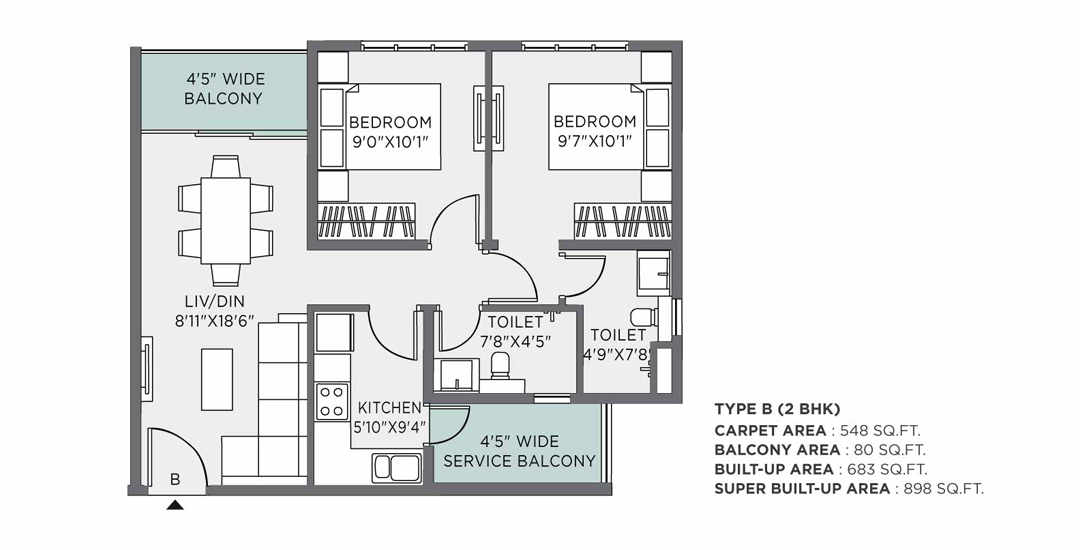 4'5" WIDE
BALCONY
BEDROOM
9'0"X10'1"
BEDROOM
9'7"X10'1"
LIV/DIN
8'11"X18'6"
TOILET
7'8"X4'5"
TOILET
4'9"X7'8"
KITCHEN
5'10"X9'4"
4'5" WIDE
SERVICE BALCONY
B
TYPE B (2 BHK)
CARPET AREA : 548 SQ.FT.
BALCONY AREA : 80 SQ.FT.
BUILT-UP AREA : 683 SQ.FT.
SUPER BUILT-UP AREA : 898 SQ.FT.